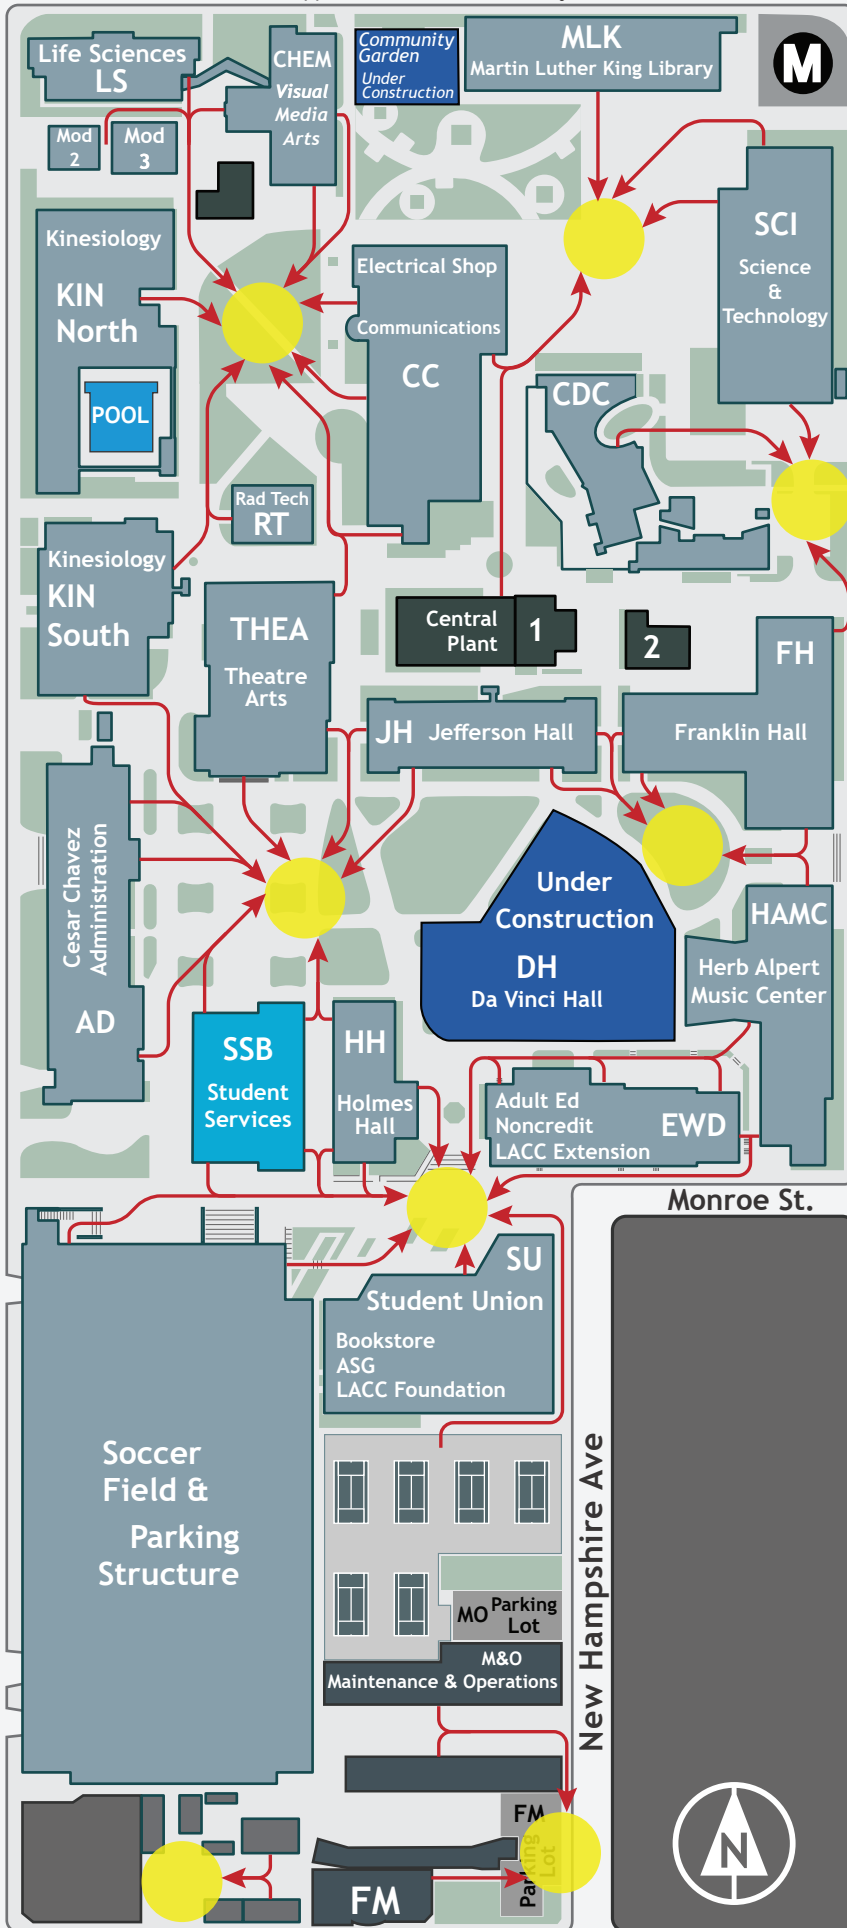 Life Sciences
LS
CHEM
Visual
Media
Arts
Community
Garden
Under
Construction
MLK
Martin Luther King Library
M
Mod
2
Mod
3
SCI
Science
&
Technology
Kinesiology
KIN
North
POOL
Electrical Shop
Communications
CC
CDC
Rad Tech
RT
Kinesiology
KIN
South
THEA
Theatre
Arts
Central
Plant
1
2
FH
Franklin Hall
JH Jefferson Hall
Cesar Chavez
Administration
AD
Under
Construction
DH
Da Vinci Hall
HAMC
Herb Alpert
Music Center
SSB
Student
Services
HH
Holmes
Hall
Adult Ed
Noncredit
LACC Extension
EWD
Monroe St.
SU
Student Union
Bookstore
ASG
LACC Foundation
Soccer
Field &
Parking
Structure
New Hampshire Ave
MO Parking
Lot
M&O
Maintenance & Operations
FM
Parking
Lot
FM
N